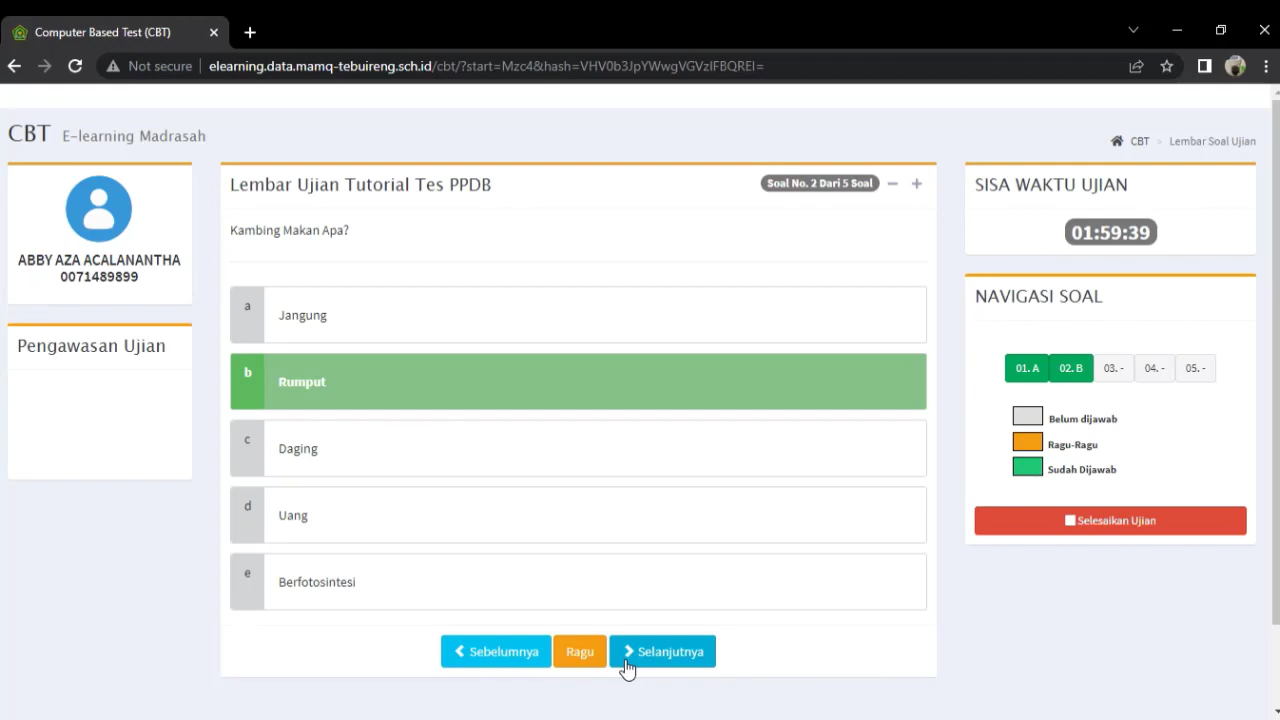 Computer Based Test (CBT)
Not secure
elearning.data.mamq-tebuireng.sch.id/cbt/?start=Mzc4&hash=VHV0b3JpYWwgVGVzIFBQREI=
CBT E-learning Madrasah
CBT > Lembar Soal Ujian
ABBY AZA ACALANANTHA
0071489899
Pengawasan Ujian
Lembar Ujian Tutorial Tes PPDB
Soal No. 2 Dari 5 Soal
Kambing Makan Apa?
a Jangung
b Rumput
c Daging
d Uang
e Berfotosintesi
Sebelumnya
Ragu
Selanjutnya
SISA WAKTU UJIAN
01:59:39
NAVIGASI SOAL
01. A 02. B 03. - 04. - 05. -
Belum dijawab
Ragu-Ragu
Sudah Dijawab
Selesaikan Ujian